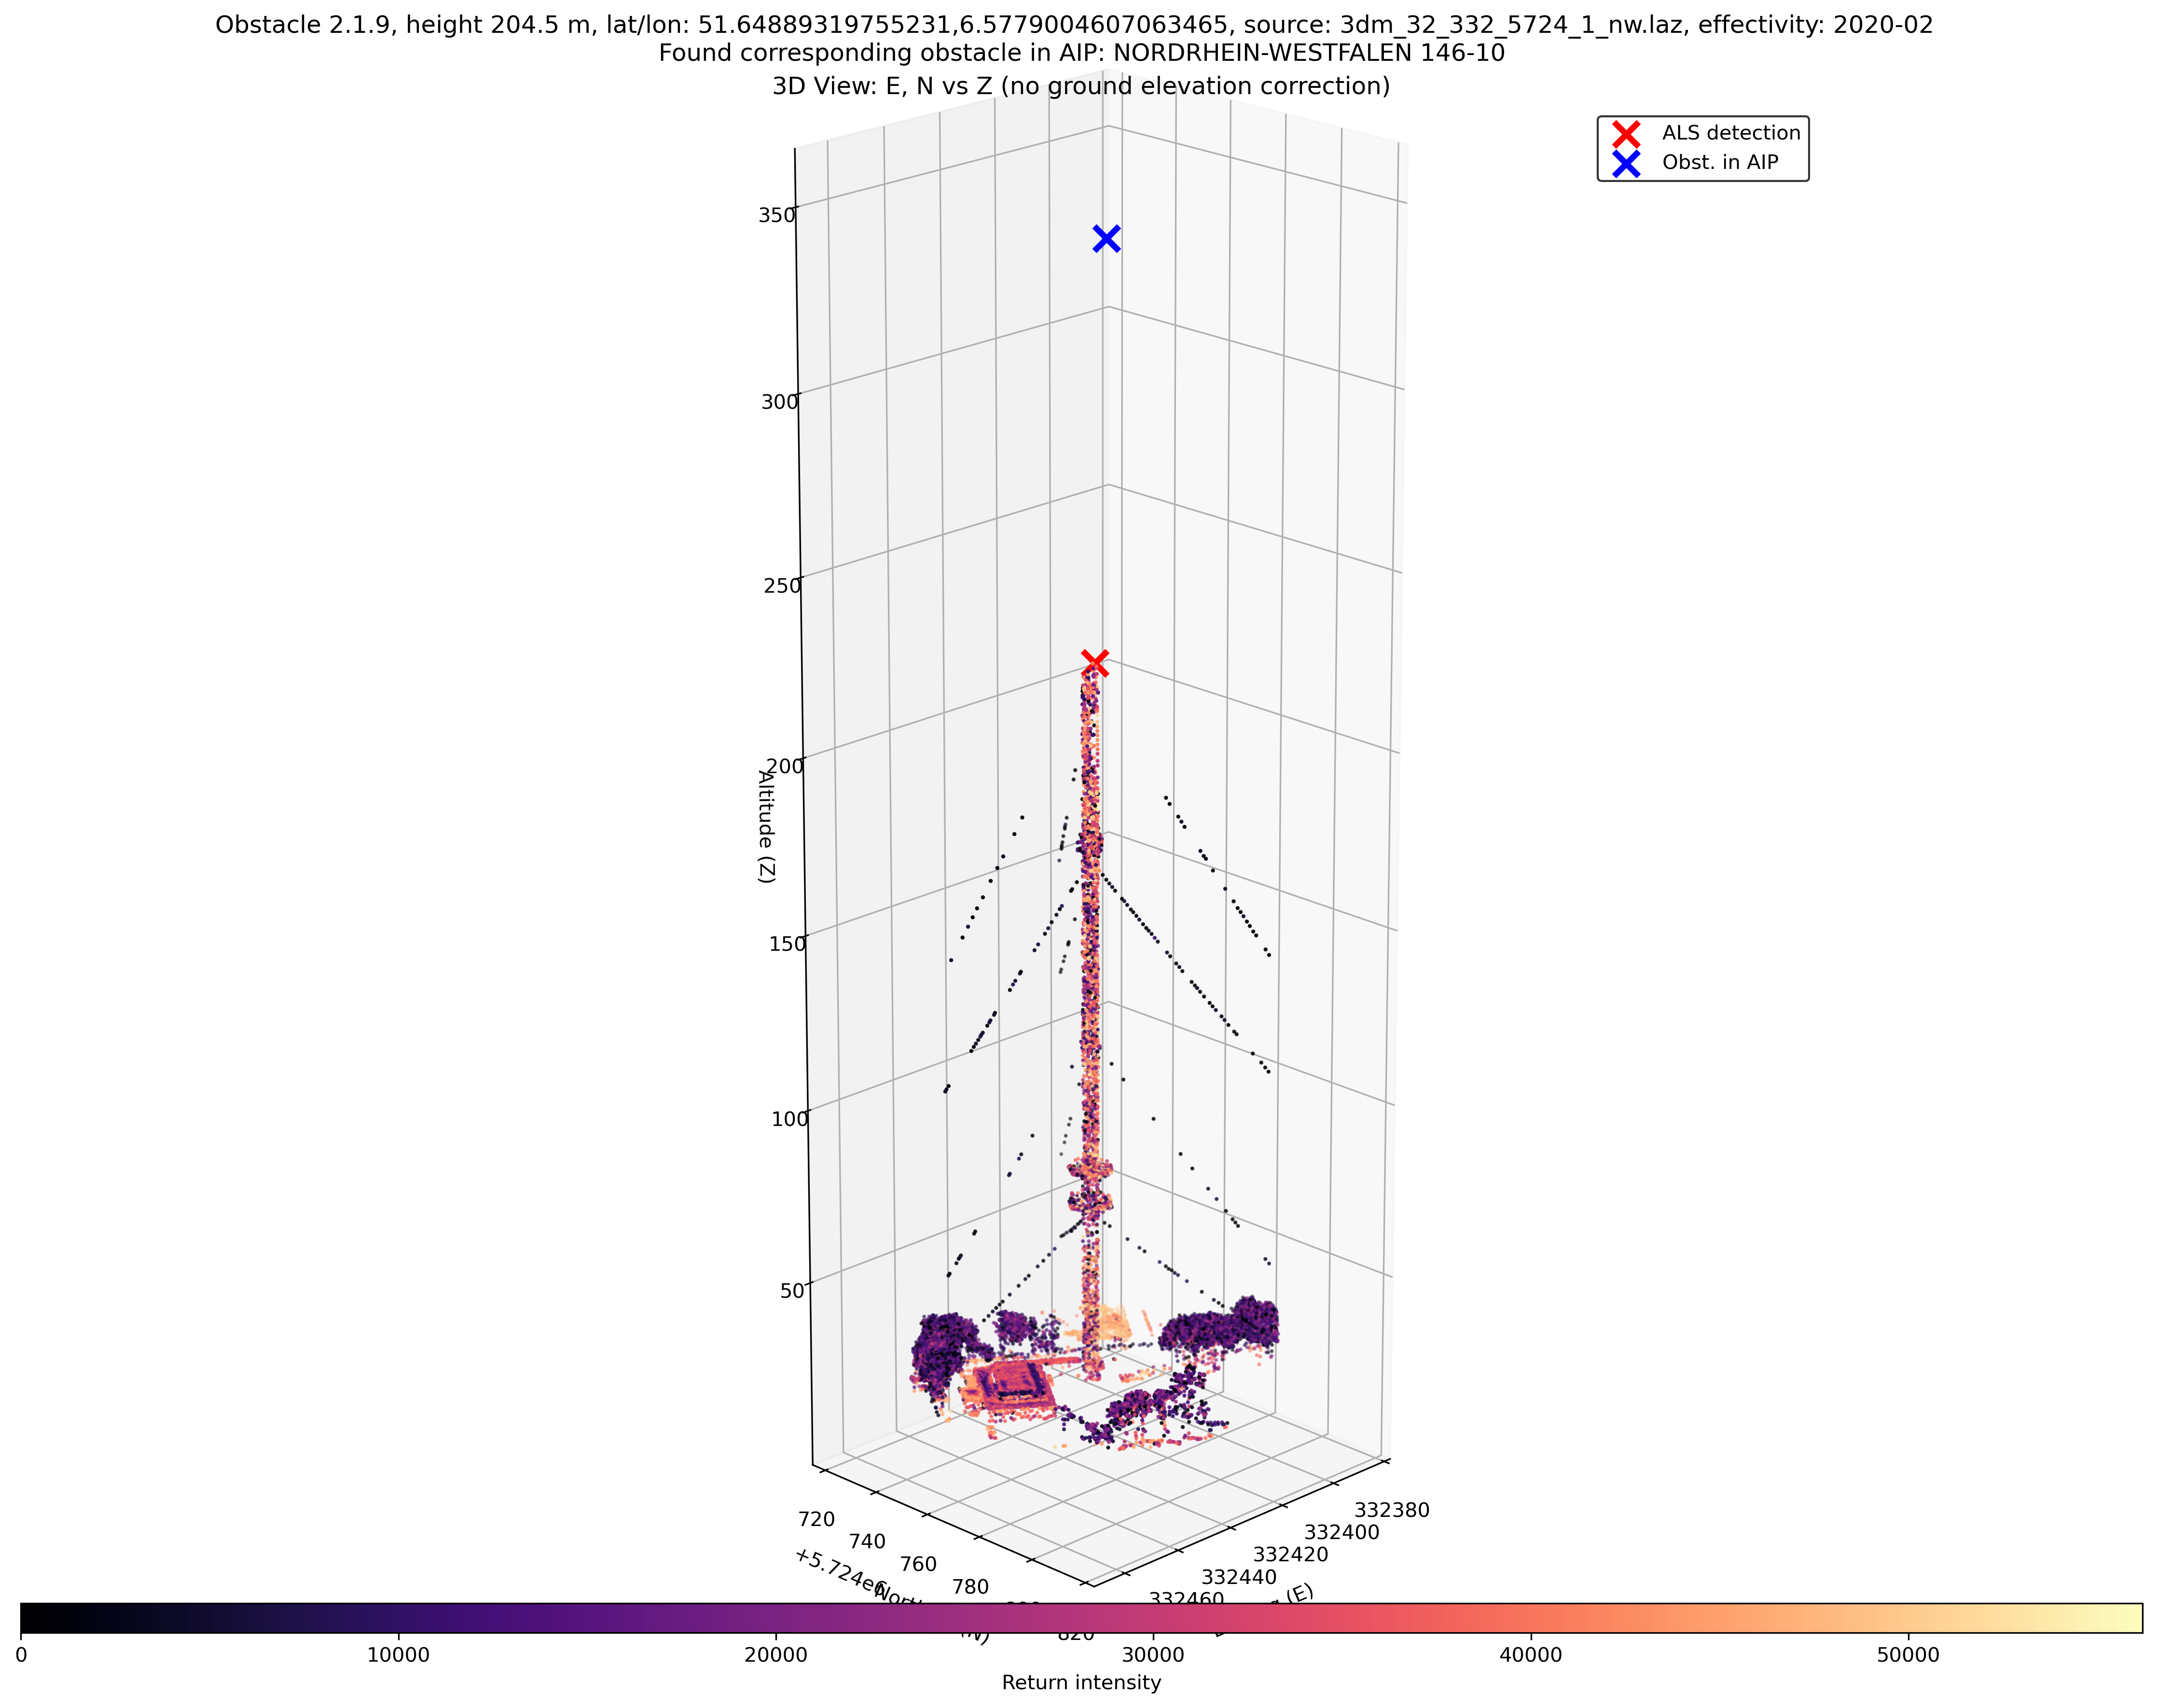 Obstacle 2.1.9, height 204.5 m, lat/lon: 51.64889319755231,6.5779004607063465, source: 3dm_32_332_5724_1_nw.laz, effectivity: 2020-02
Found corresponding obstacle in AIP: NORDRHEIN-WESTFALEN 146-10
3D View: E, N vs Z (no ground elevation correction)
ALS detection
Obst. in AIP
350
300
250
200
150
100
50
Altitude (Z)
720
740
760
780
820
+5.724e6
332380
332400
332420
332440
332460
(E)
0
10000
20000
30000
40000
50000
Return intensity